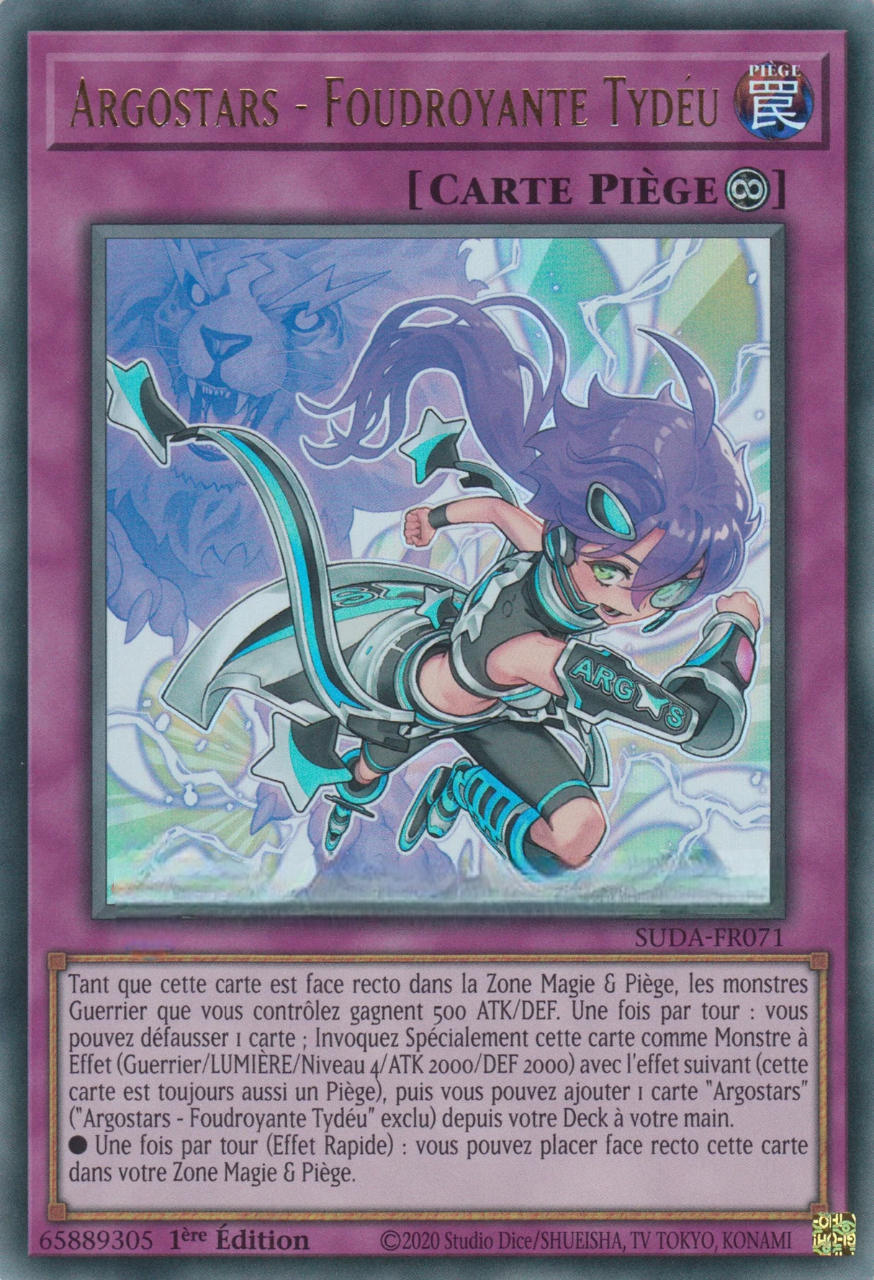 Argostars - Foudroyante Tydéu
PIÈGE
罠
[Carte Piège]
ARG S
SUDA-FR071
Tant que cette carte est face recto dans la Zone Magie & Piège, les monstres
Guerrier que vous contrôlez gagnent 500 ATK/DEF. Une fois par tour : vous
pouvez défausser 1 carte ; Invoquez Spécialement cette carte comme Monstre à
Effet (Guerrier/LUMIÈRE/Niveau 4/ATK 2000/DEF 2000) avec l'effet suivant (cette
carte est toujours aussi un Piège), puis vous pouvez ajouter 1 carte "Argostars"
("Argostars - Foudroyante Tydéu" exclu) depuis votre Deck à votre main.
● Une fois par tour (Effet Rapide) : vous pouvez placer face recto cette carte
dans votre Zone Magie & Piège.
65889305 1ère Édition ©2020 Studio Dice/SHUEISHA, TV TOKYO, KONAMI